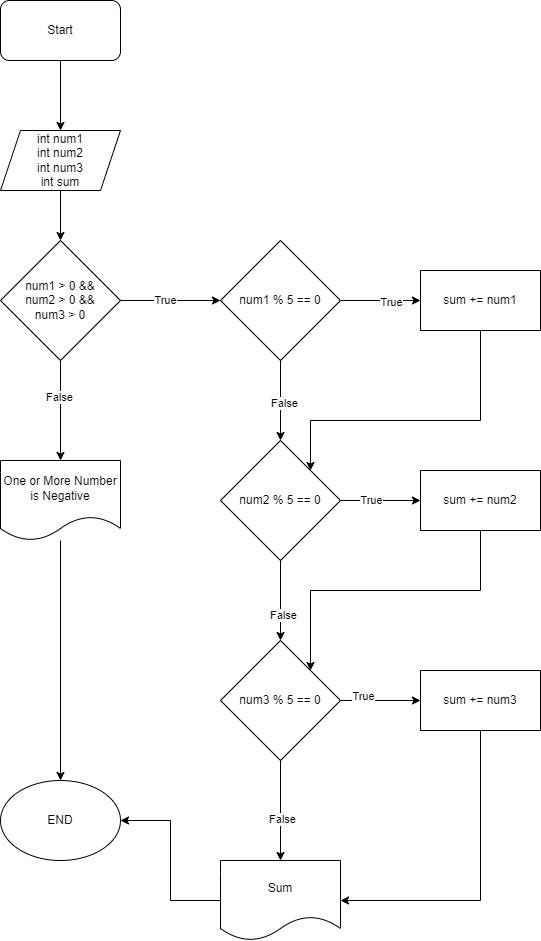 Start
int num1
int num2
int num3
int sum
num1 > 0 &&
num2 > 0 &&
num3 > 0
True
num1 % 5 == 0
True
sum += num1
False
False
One or More Number
is Negative
num2 % 5 == 0
True
sum += num2
False
num3 % 5 == 0
True
sum += num3
END
False
Sum